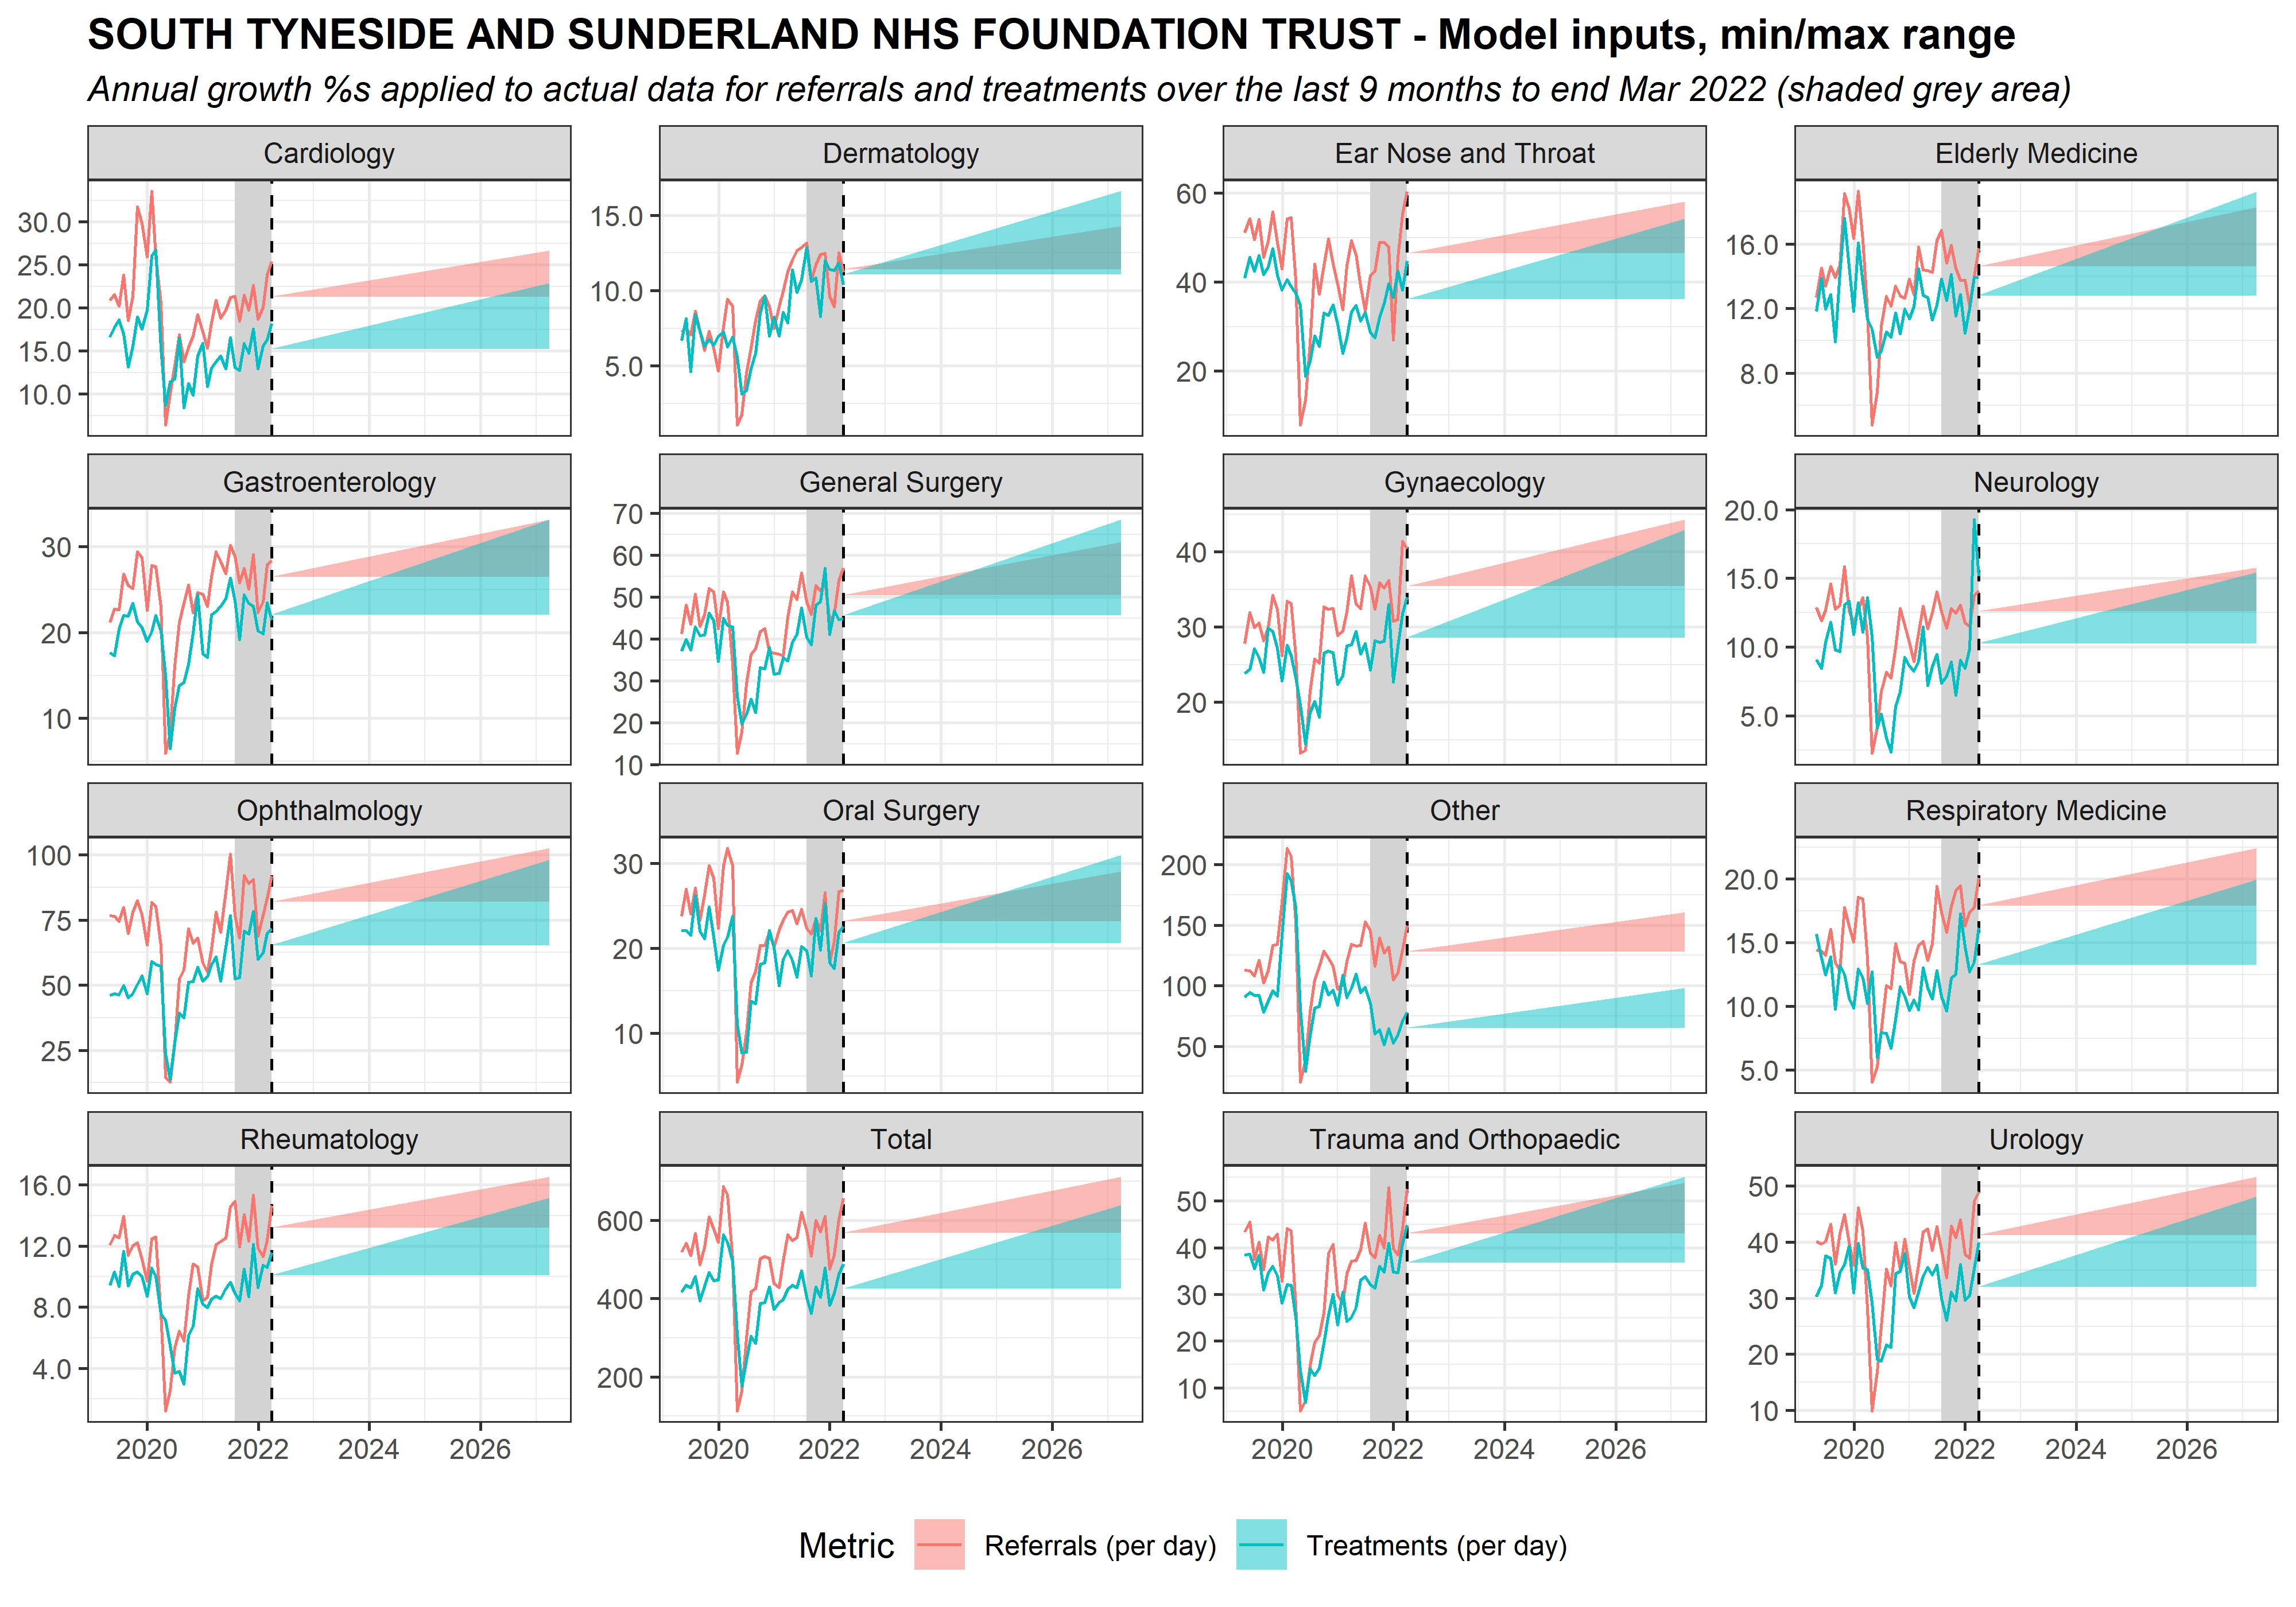 SOUTH TYNESIDE AND SUNDERLAND NHS FOUNDATION TRUST - Model inputs, min/max range
Annual growth %s applied to actual data for referrals and treatments over the last 9 months to end Mar 2022 (shaded grey area)
Cardiology
30.0
25.0
20.0
15.0
10.0
Dermatology
15.0
10.0
5.0
Ear Nose and Throat
60
40
20
Elderly Medicine
16.0
12.0
8.0
Gastroenterology
30
20
10
General Surgery
70
60
50
40
30
20
10
Gynaecology
40
30
20
Neurology
20.0
15.0
10.0
5.0
Ophthalmology
100
75
50
25
Oral Surgery
30
20
10
Other
200
150
100
50
Respiratory Medicine
20.0
15.0
10.0
5.0
Rheumatology
16.0
12.0
8.0
4.0
2020 2022 2024 2026
Total
600
400
200
2020 2022 2024 2026
Trauma and Orthopaedic
50
40
30
20
10
2020 2022 2024 2026
Urology
50
40
30
20
10
2020 2022 2024 2026
Metric Referrals (per day) Treatments (per day)